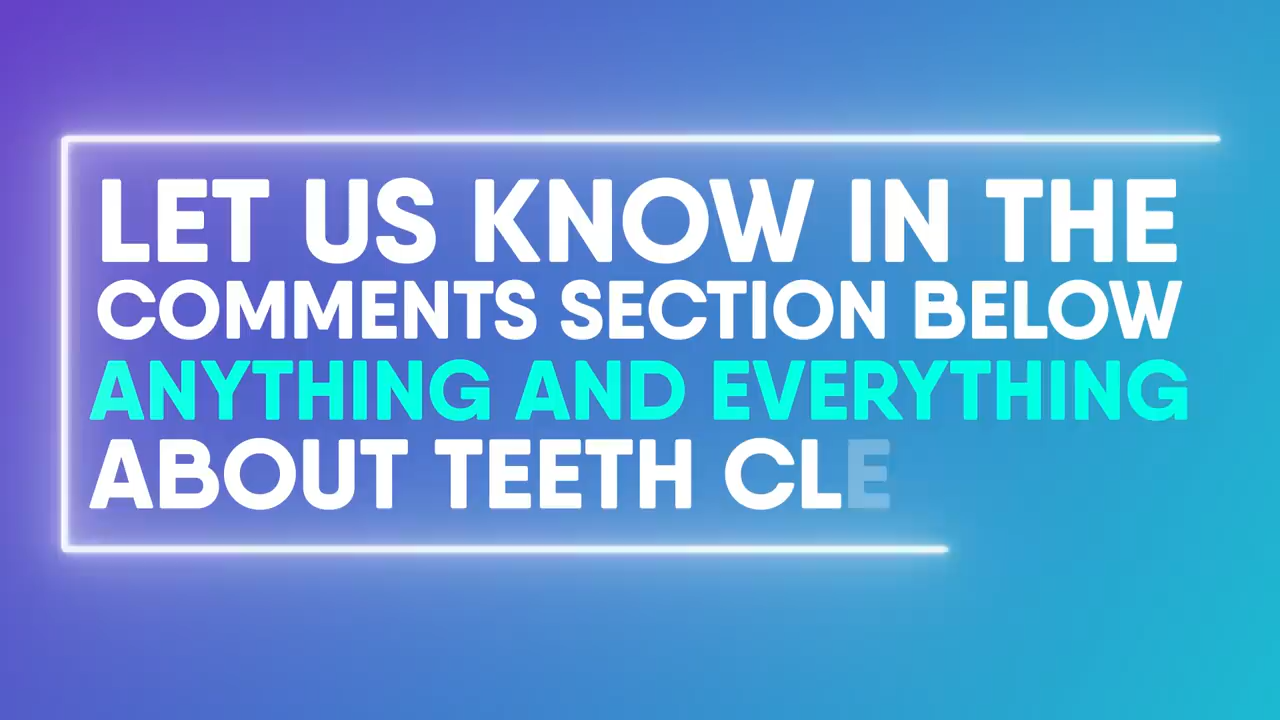 LET US KNOW IN THE
COMMENTS SECTION BELOW
ANYTHING AND EVERYTHING
ABOUT TEETH CLE